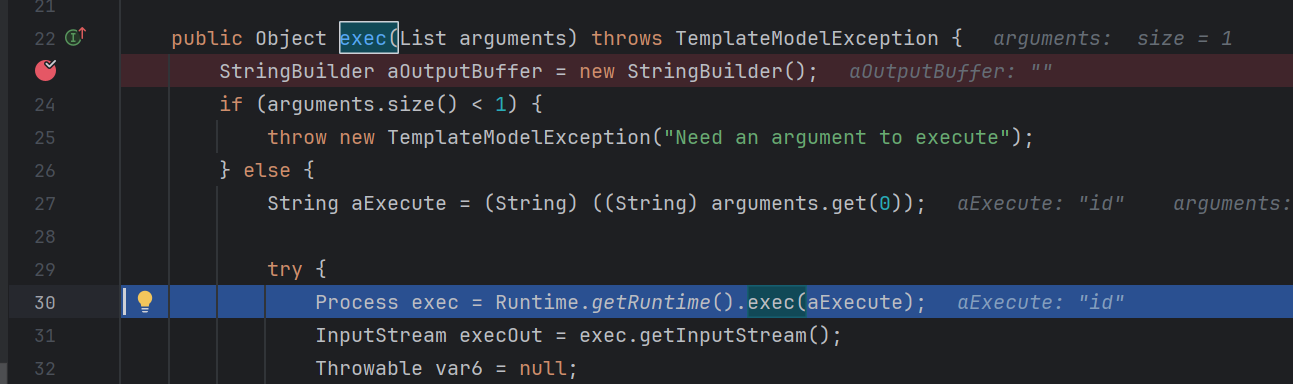 21
22 public Object exec(List arguments) throws TemplateModelException { arguments: size = 1
StringBuilder aOutputBuffer = new StringBuilder(); aOutputBuffer: ""
24 if (arguments.size() < 1) {
25 throw new TemplateModelException("Need an argument to execute");
26 } else {
27 String aExecute = (String) ((String) arguments.get(0)); aExecute: "id" arguments:
28
29 try {
30 Process exec = Runtime.getRuntime().exec(aExecute); aExecute: "id"
31 InputStream execOut = exec.getInputStream();
32 Throwable var6 = null;